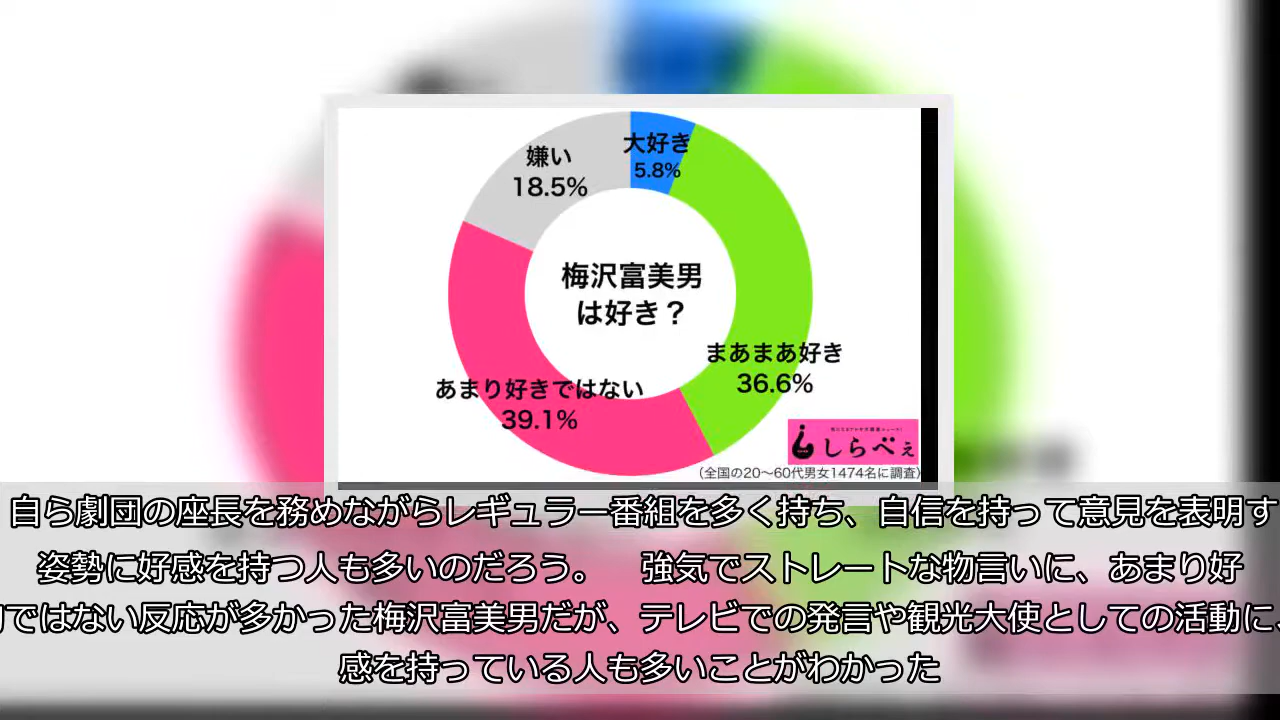 嫌い
18.5%
大好き
5.8%
梅沢富美男
は好き？
まあまあ好き
36.6%
あまり好きではない
39.1%
しらべぇ
(全国の20〜60代男女1474名に調査)
自ら劇団の座長を務めながらレギュラー番組を多く持ち、自信を持って意見を表明す
姿勢に好感を持つ人も多いのだろう。 強気でストレートな物言いに、あまり好
ではない反応が多かった梅沢富美男だが、テレビでの発言や観光大使としての活動に、
感を持っている人も多いことがわかった